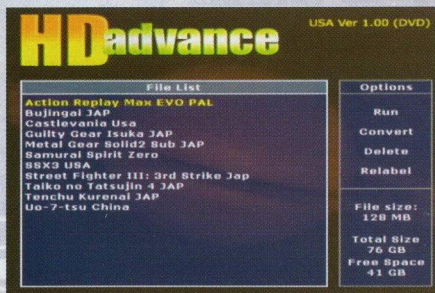 HDadvance
USA Ver 1.00 (DVD)
File List
Action Replay Max EVO PAL
Bujingai JAP
Castlevania Usa
Guilty Gear Isuka JAP
Metal Gear Solid2 Sub JAP
Samurai Spirit Zero
SSX3 USA
Street Fighter III: 3rd Strike Jap
Taiko no Tatsujin 4 JAP
Tenchu Kurenai JAP
Uo-7-tsu China
Options
Run
Convert
Delete
Relabel
File size:
128 MB
Total Size
76 GB
Free Space
41 GB